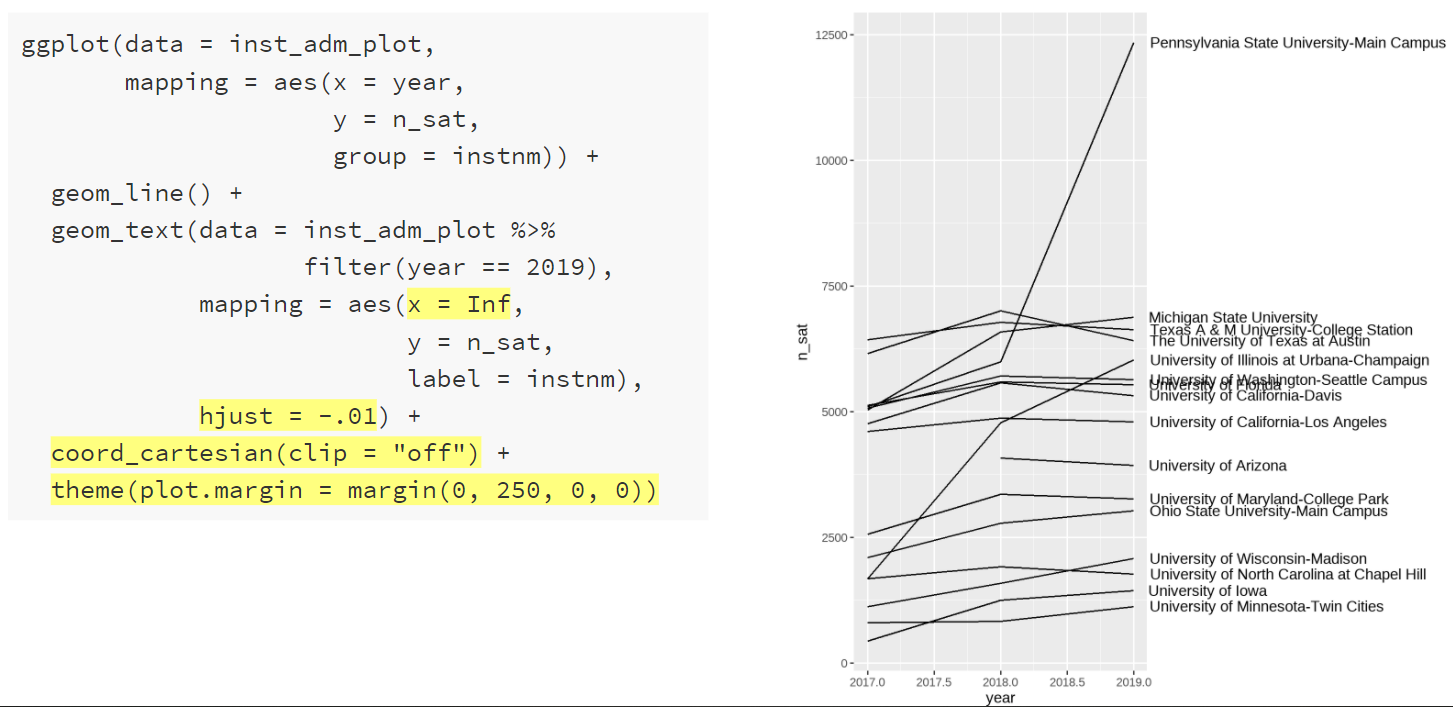 ggplot(data = inst_adm_plot,
mapping = aes(x = year,
y = n_sat,
group = instnm)) +
geom_line() +
geom_text(data = inst_adm_plot %>%
filter(year == 2019),
mapping = aes(x = Inf,
y = n_sat,
label = instnm),
hjust = -.01) +
coord_cartesian(clip = "off") +
theme(plot.margin = margin(0, 250, 0, 0))
12500
10000
7500
5000
2500
0
n_sat
Pennsylvania State University-Main Campus
Michigan State University
Texas A & M University-College Station
The University of Texas at Austin
University of Illinois at Urbana-Champaign
University of Washington-Seattle Campus
University of Florida
University of California-Davis
University of California-Los Angeles
University of Arizona
University of Maryland-College Park
Ohio State University-Main Campus
University of Wisconsin-Madison
University of North Carolina at Chapel Hill
University of Iowa
University of Minnesota-Twin Cities
2017.0 2017.5 2018.0 2018.5 2019.0
year